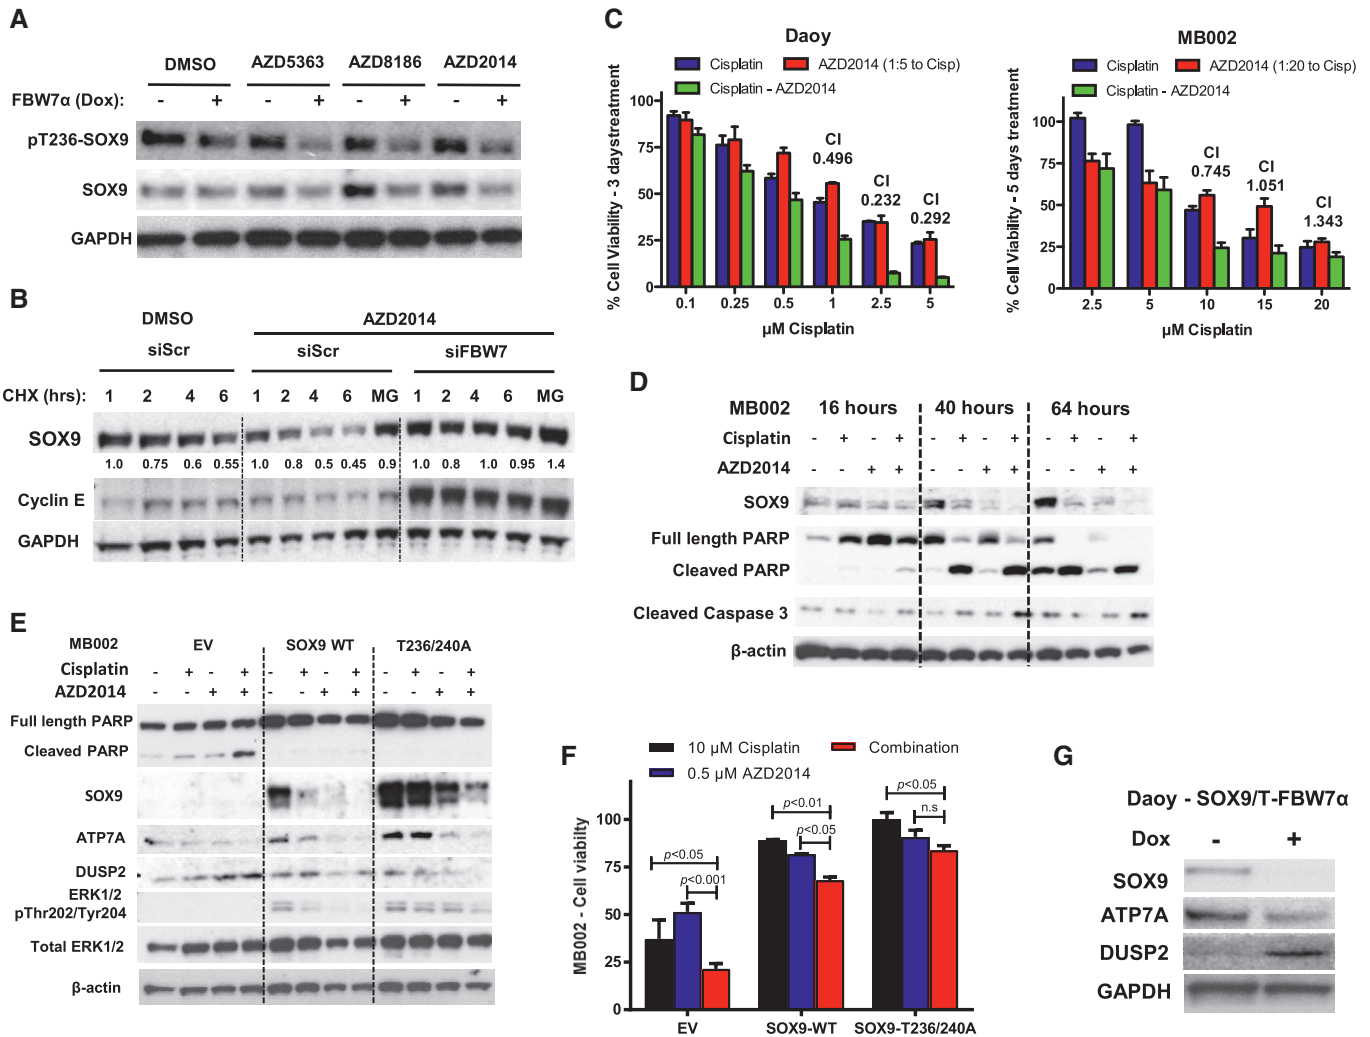 A
DMSO AZD5363 AZD8186 AZD2014
FBW7α (Dox): - + - + - + - +
pT236-SOX9
SOX9
GAPDH
B
DMSO AZD2014
siScr siScr siFBW7
CHX (hrs): 1 2 4 6 1 2 4 6 MG 1 2 4 6 MG
SOX9
1.0 0.75 0.6 0.55 1.0 0.8 0.5 0.45 0.9 1.0 0.8 1.0 0.95 1.4
Cyclin E
GAPDH
C
Daoy
Cisplatin AZD2014 (1:5 to Cisp)
Cisplatin - AZD2014
% Cell Viability - 3 daystreatment
100
75
50
25
0
CI
0.496
CI
0.232
CI
0.292
0.1 0.25 0.5 1 2.5 5
µM Cisplatin
MB002
Cisplatin AZD2014 (1:20 to Cisp)
Cisplatin - AZD2014
% Cell Viability - 5 days treatment
100
75
50
25
0
CI
0.745
CI
1.051
CI
1.343
2.5 5 10 15 20
µM Cisplatin
D
MB002 16 hours 40 hours 64 hours
Cisplatin - + - + - + - + - + - +
AZD2014 - - + + - - + + - - + +
SOX9
Full length PARP
Cleaved PARP
Cleaved Caspase 3
β-actin
E
MB002 EV SOX9 WT T236/240A
Cisplatin - + - + - + - + - + - +
AZD2014 - - + + - - + + - - + +
Full length PARP
Cleaved PARP
SOX9
ATP7A
DUSP2
ERK1/2
pThr202/Tyr204
Total ERK1/2
β-actin
F
10 µM Cisplatin Combination
0.5 µM AZD2014
MB002 - Cell viability
100
75
50
25
0
p<0.05
p<0.001
p<0.01
p<0.05
p<0.05
n.s
EV SOX9-WT SOX9-T236/240A
G
Daoy - SOX9/T-FBW7α
Dox - +
SOX9
ATP7A
DUSP2
GAPDH